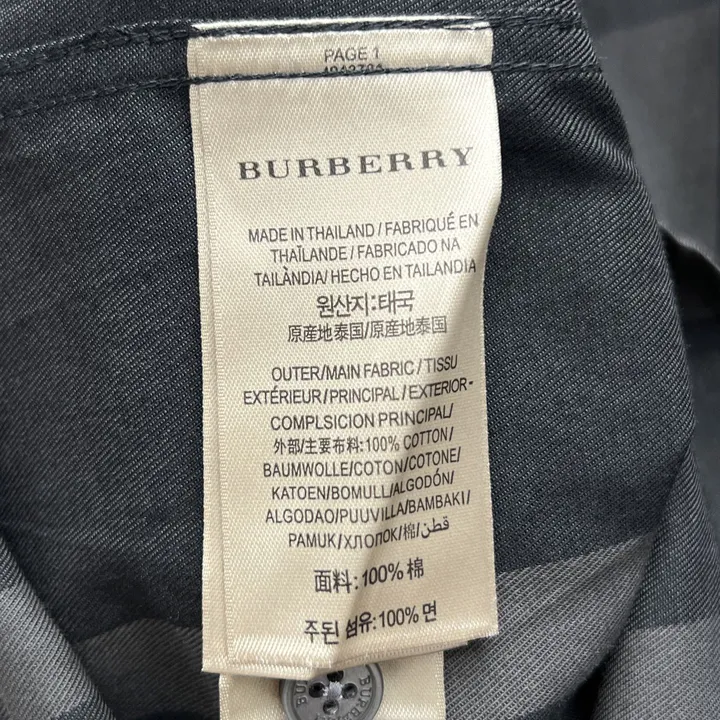 PAGE 1
BURBERRY
MADE IN THAILAND / FABRIQUÉ EN
THAÏLANDE / FABRICADO NA
TAILÀNDIA/ HECHO EN TAILANDIA
원산지:태국
原産地泰国/原産地泰国
OUTER/MAIN FABRIC / TISSU
EXTÉRIEUR / PRINCIPAL / EXTERIOR-
COMPLSICION PRINCIPAL/
外部/主要布料:100% COTTON/
BAUMWOLLE/COTON/COTONE/
KATOEN/BOMULL/ALGODÓN/
ALGODAO/PUUVILLA/BAMBAKI/
PAMUK/ХЛОПОК/棉/قطن
面料: 100% 棉
주된 섬유: 100% 면